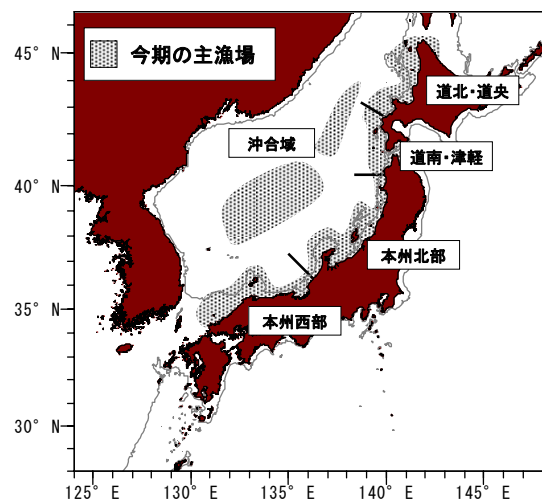 45° N
今期の主漁場
道北・道央
沖合域
道南・津軽
40° N
本州北部
35° N
本州西部
30° N
125° E
130° E
135° E
140° E
145° E